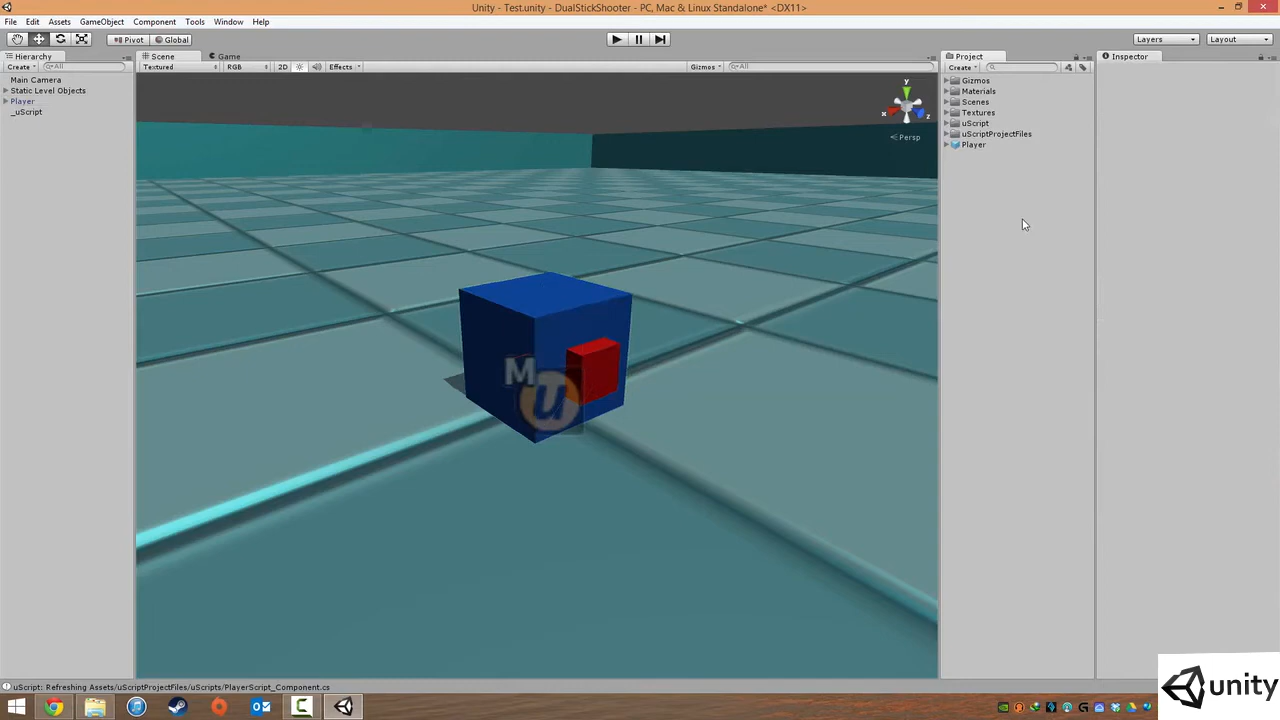 Unity - Test.unity - DualStickShooter - PC, Mac & Linux Standalone* <DX11>
File Edit Assets GameObject Component Tools Window Help
Pivot Global Layers Layout
Hierarchy Scene Game Project Inspector
Create All Textured RGB 2D Effects Gizmos All Create
Main Camera
Static Level Objects
Player
_uScript
y
x z
Persp
Gizmos
Materials
Scenes
Textures
uScript
uScriptProjectFiles
Player
M
u
uScript: Refreshing Assets/uScriptProjectFiles/uScripts/PlayerScript_Component.cs
unity